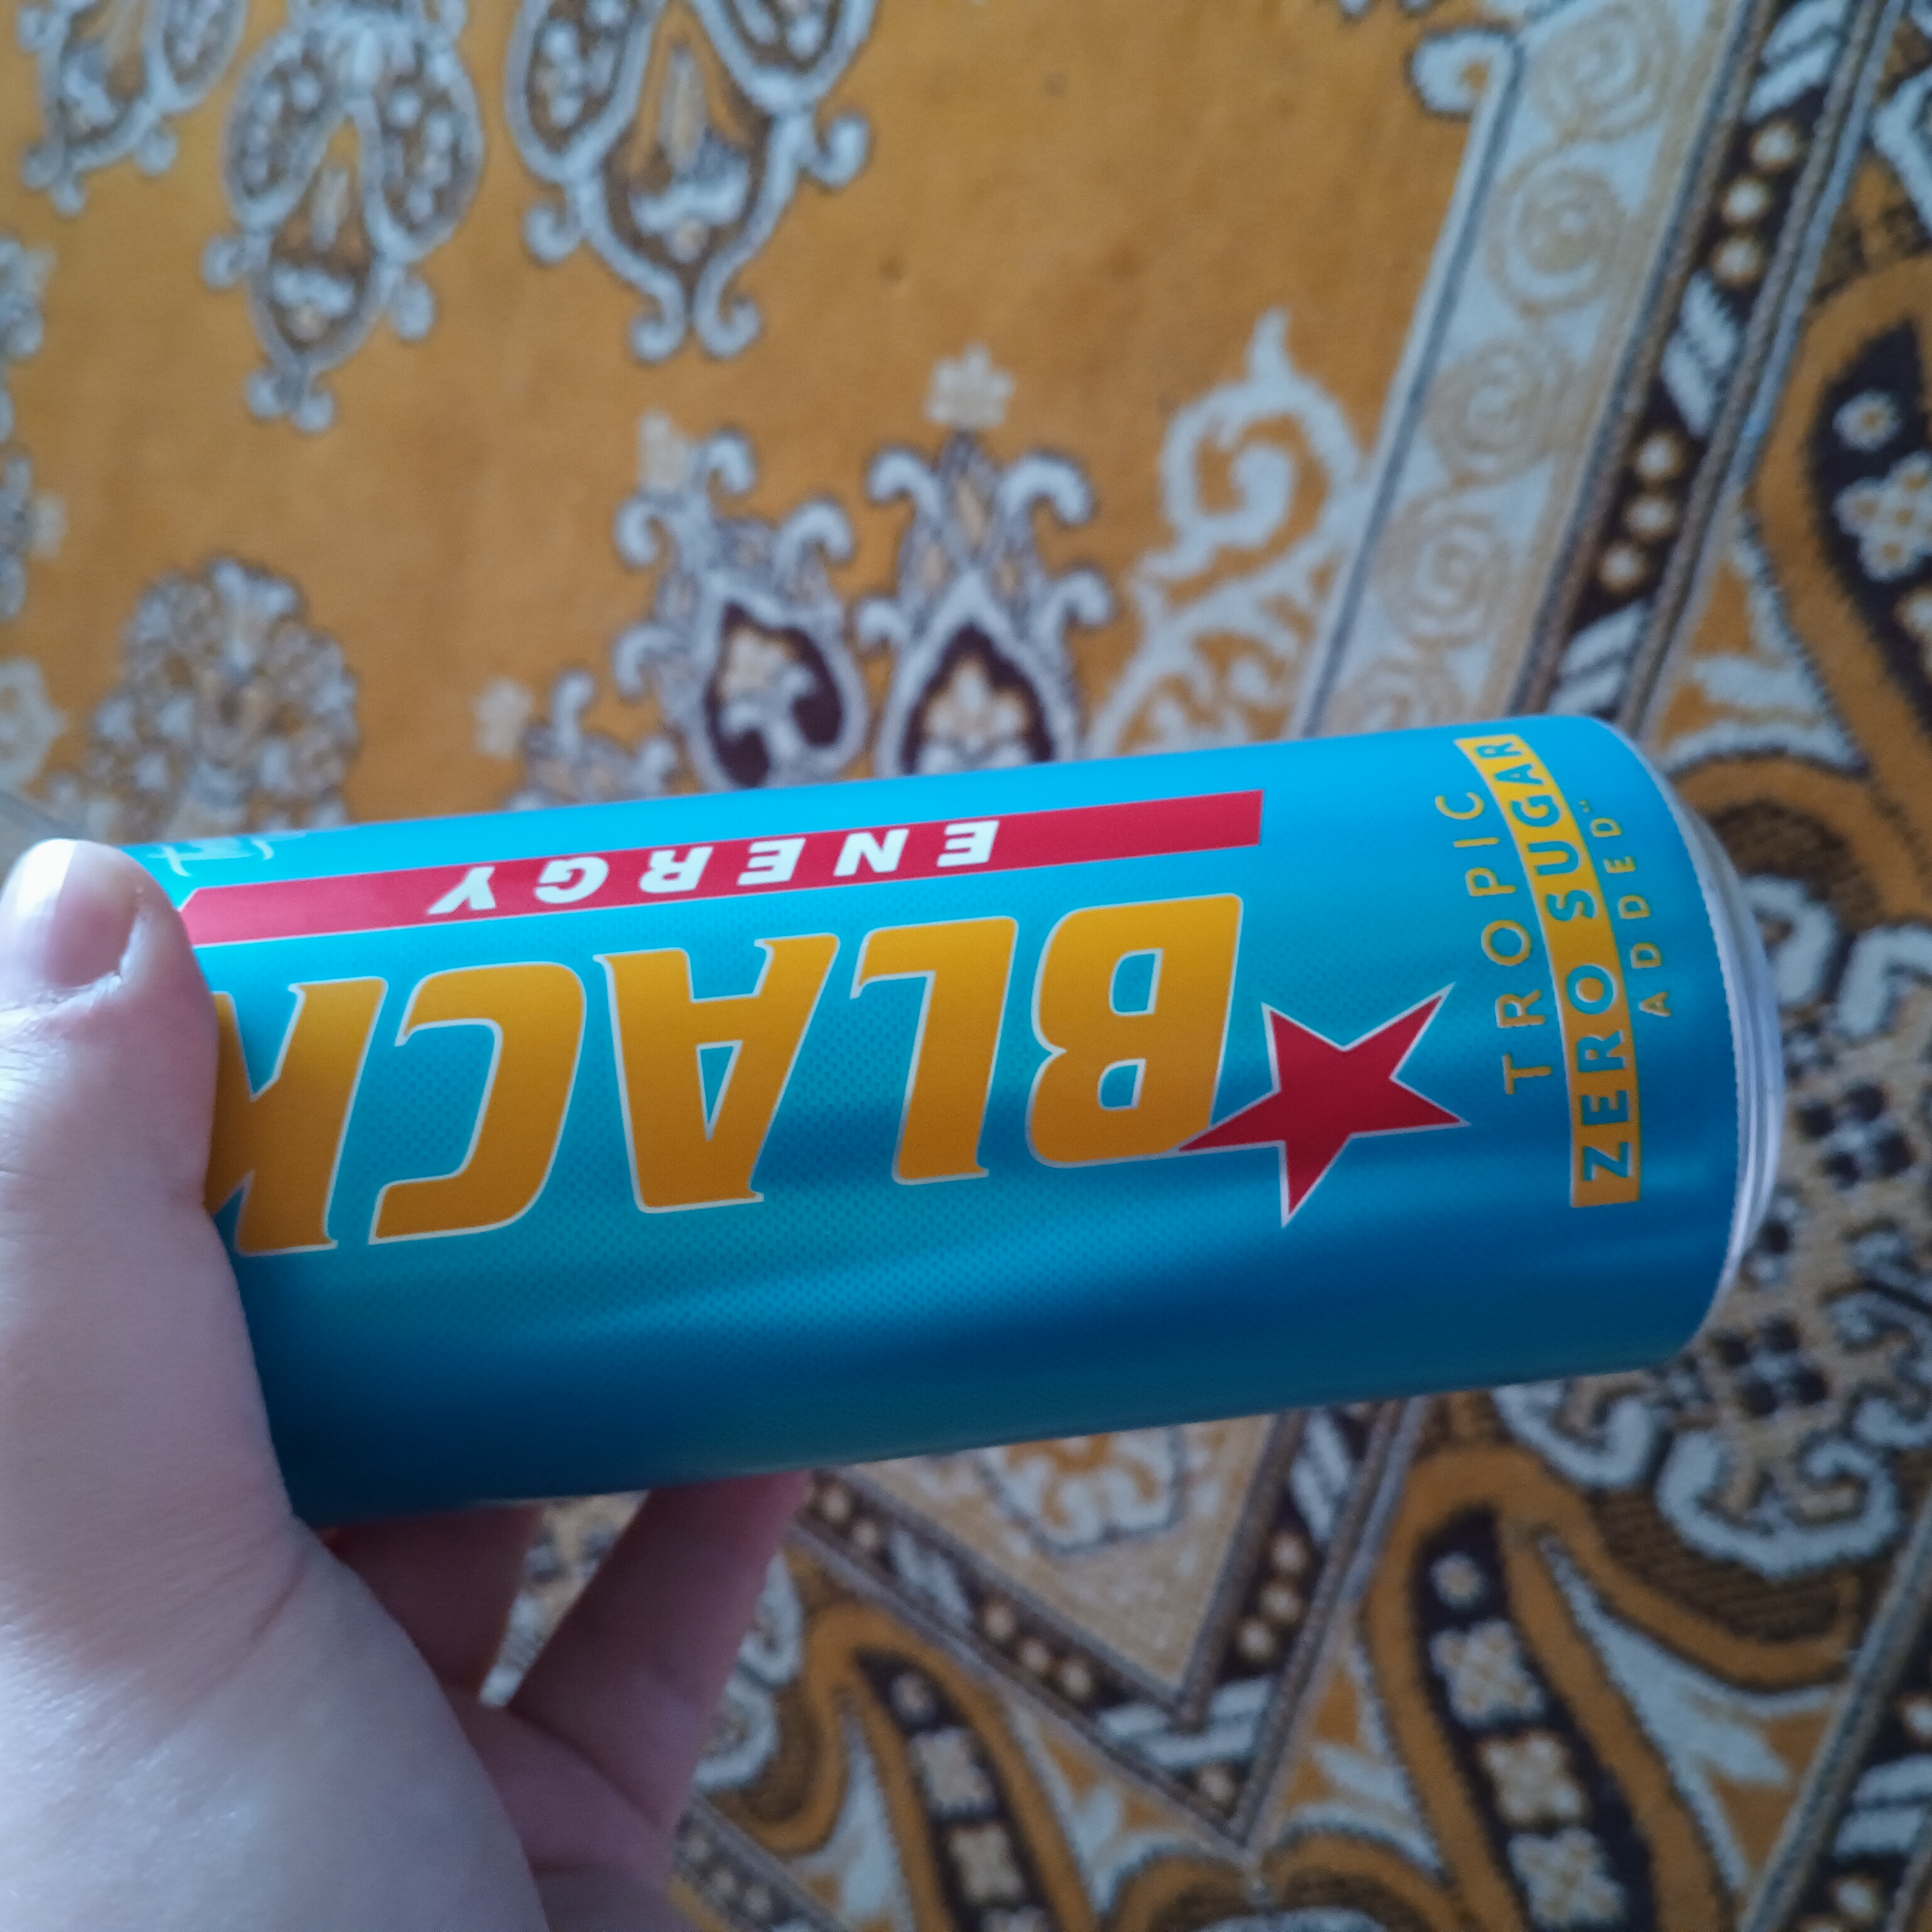 BLACK
ENERGY
TROPIC
ZERO SUGAR
ADDED